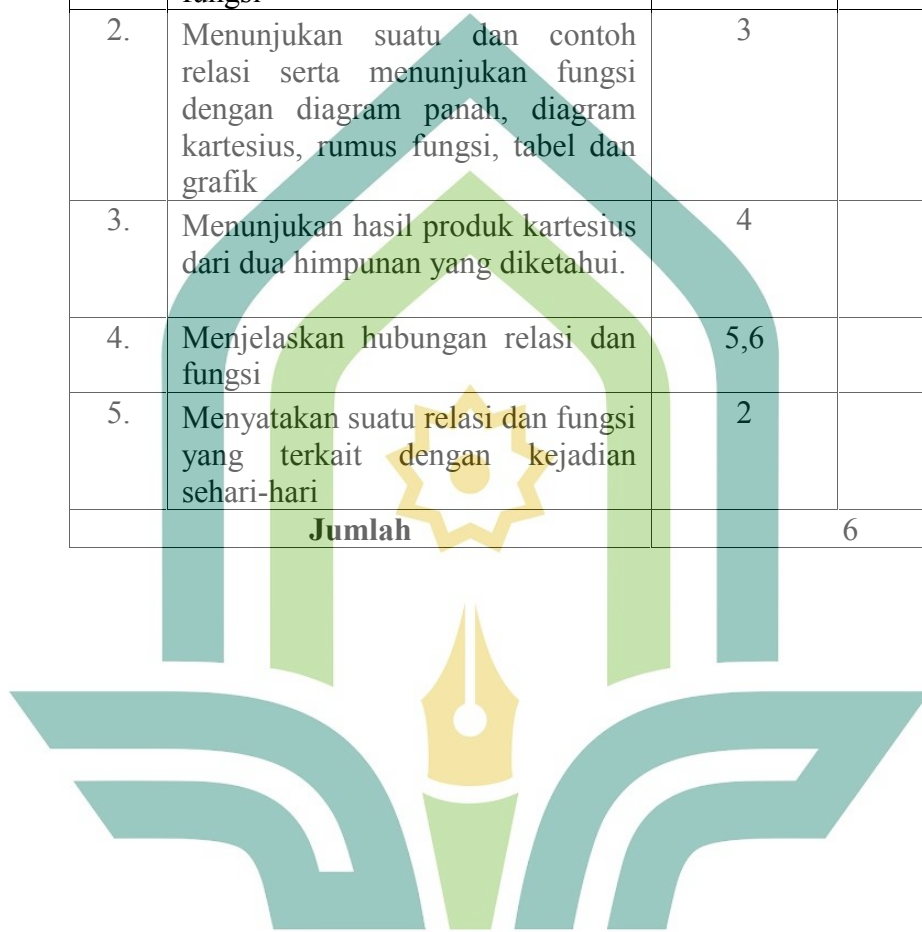 fungsi
2. Menunjukan suatu dan contoh 3
relasi serta menunjukan fungsi
dengan diagram panah, diagram
kartesius, rumus fungsi, tabel dan
grafik
3. Menunjukan hasil produk kartesius 4
dari dua himpunan yang diketahui.
4. Menjelaskan hubungan relasi dan 5,6
fungsi
5. Menyatakan suatu relasi dan fungsi 2
yang terkait dengan kejadian
sehari-hari
Jumlah 6